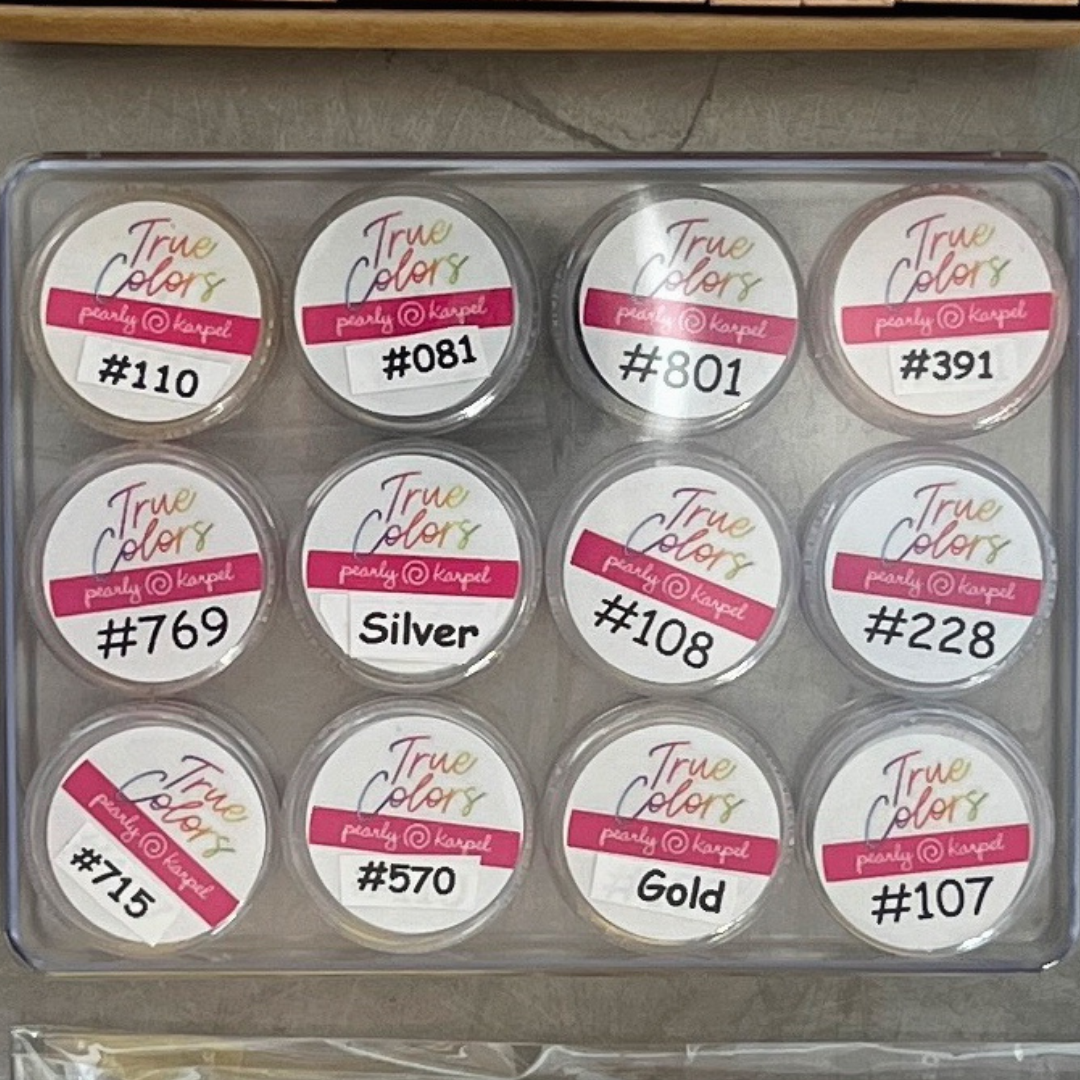 True
Colors
pearly karpel
#110
True
Colors
pearly karpel
#081
True
Colors
pearly karpel
#801
True
Colors
pearly karpel
#391
True
Colors
pearly karpel
#769
True
Colors
pearly karpel
Silver
True
Colors
pearly karpel
#108
True
Colors
pearly karpel
#228
True
Colors
pearly karpel
#715
True
Colors
pearly karpel
#570
True
Colors
pearly karpel
Gold
True
Colors
pearly karpel
#107